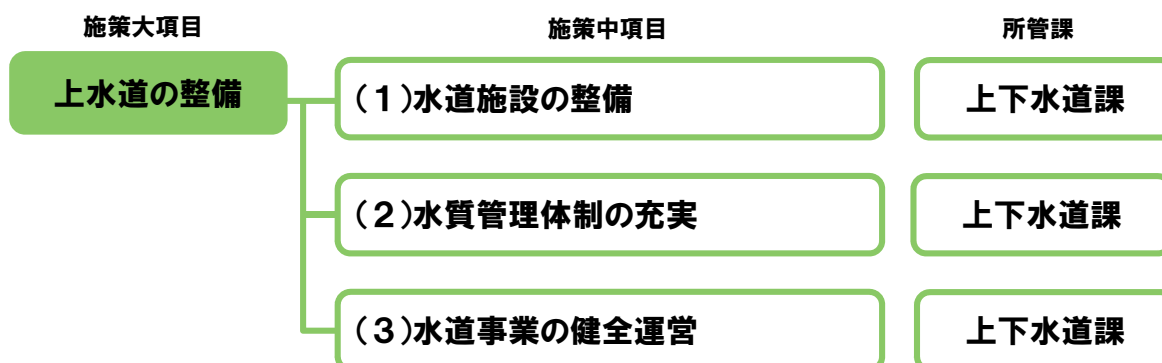 施策大項目 施策中項目 所管課
上水道の整備 （１）水道施設の整備 上下水道課
（２）水質管理体制の充実 上下水道課
（３）水道事業の健全運営 上下水道課